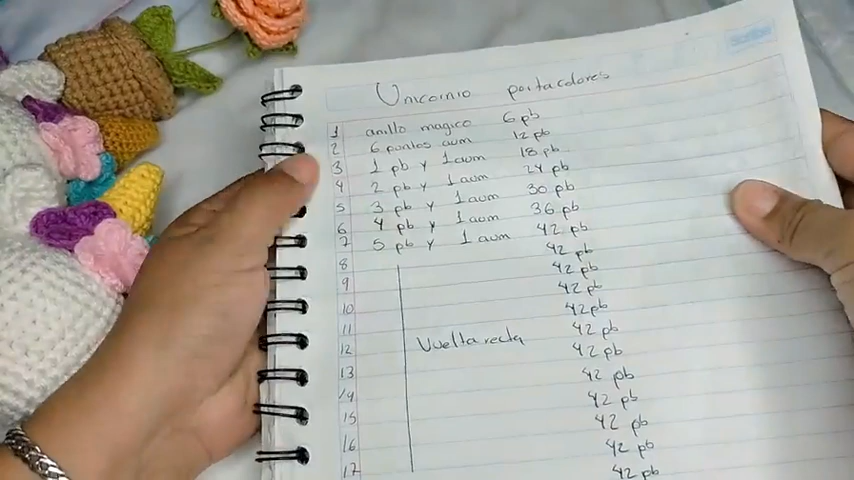 Unicornio portacolores
1 anillo magico 6 pb
2 6 puntos aum 12 pb
3 1 pb y 1 aum 18 pb
4 2 pb y 1 aum 24 pb
5 3 pb y 1 aum 30 pb
6 4 pb y 1 aum 36 pb
7 5 pb y 1 aum 42 pb
8 42 pb
9 42 pb
10 42 pb
11 42 pb
12 Vuelta recta 42 pb
13 42 pb
14 42 pb
15 42 pb
16 42 pb
17 42 pb
42 pb